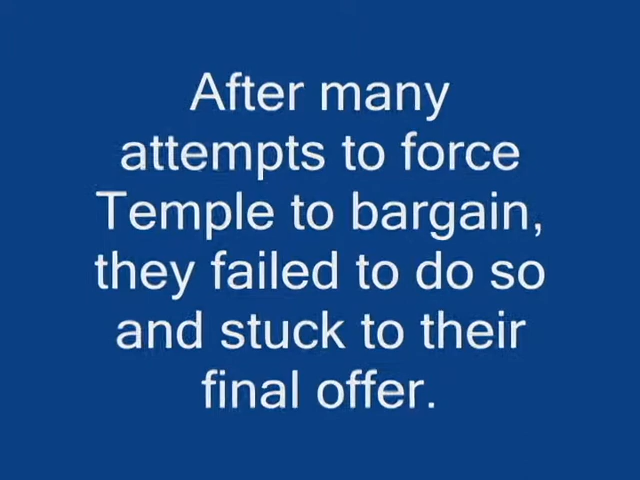 After many
attempts to force
Temple to bargain,
they failed to do so
and stuck to their
final offer.